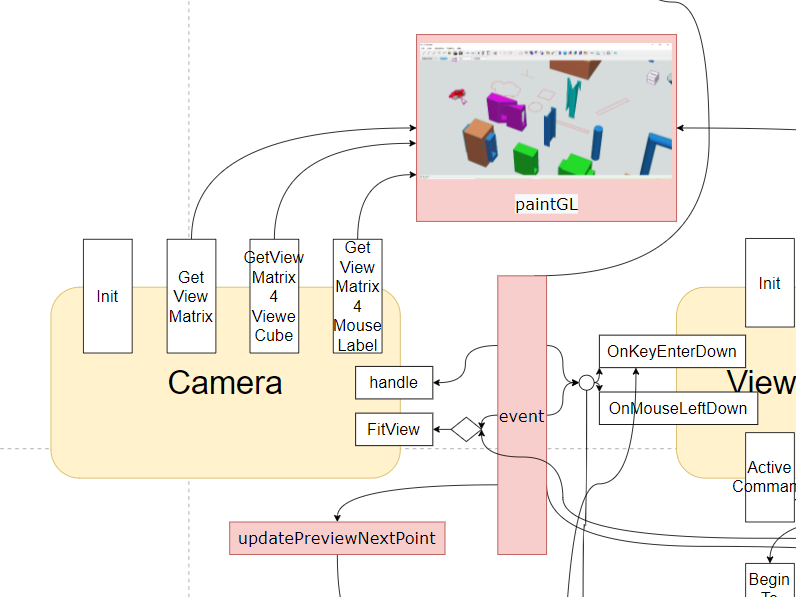 paintGL
Init
Get
View
Matrix
GetView
Matrix
4
Viewe
Cube
Get
View
Matrix
4
Mouse
Label
Init
Camera
handle
FitView
event
OnKeyEnterDown
View
OnMouseLeftDown
Active
Comman
updatePreviewNextPoint
Begin
To